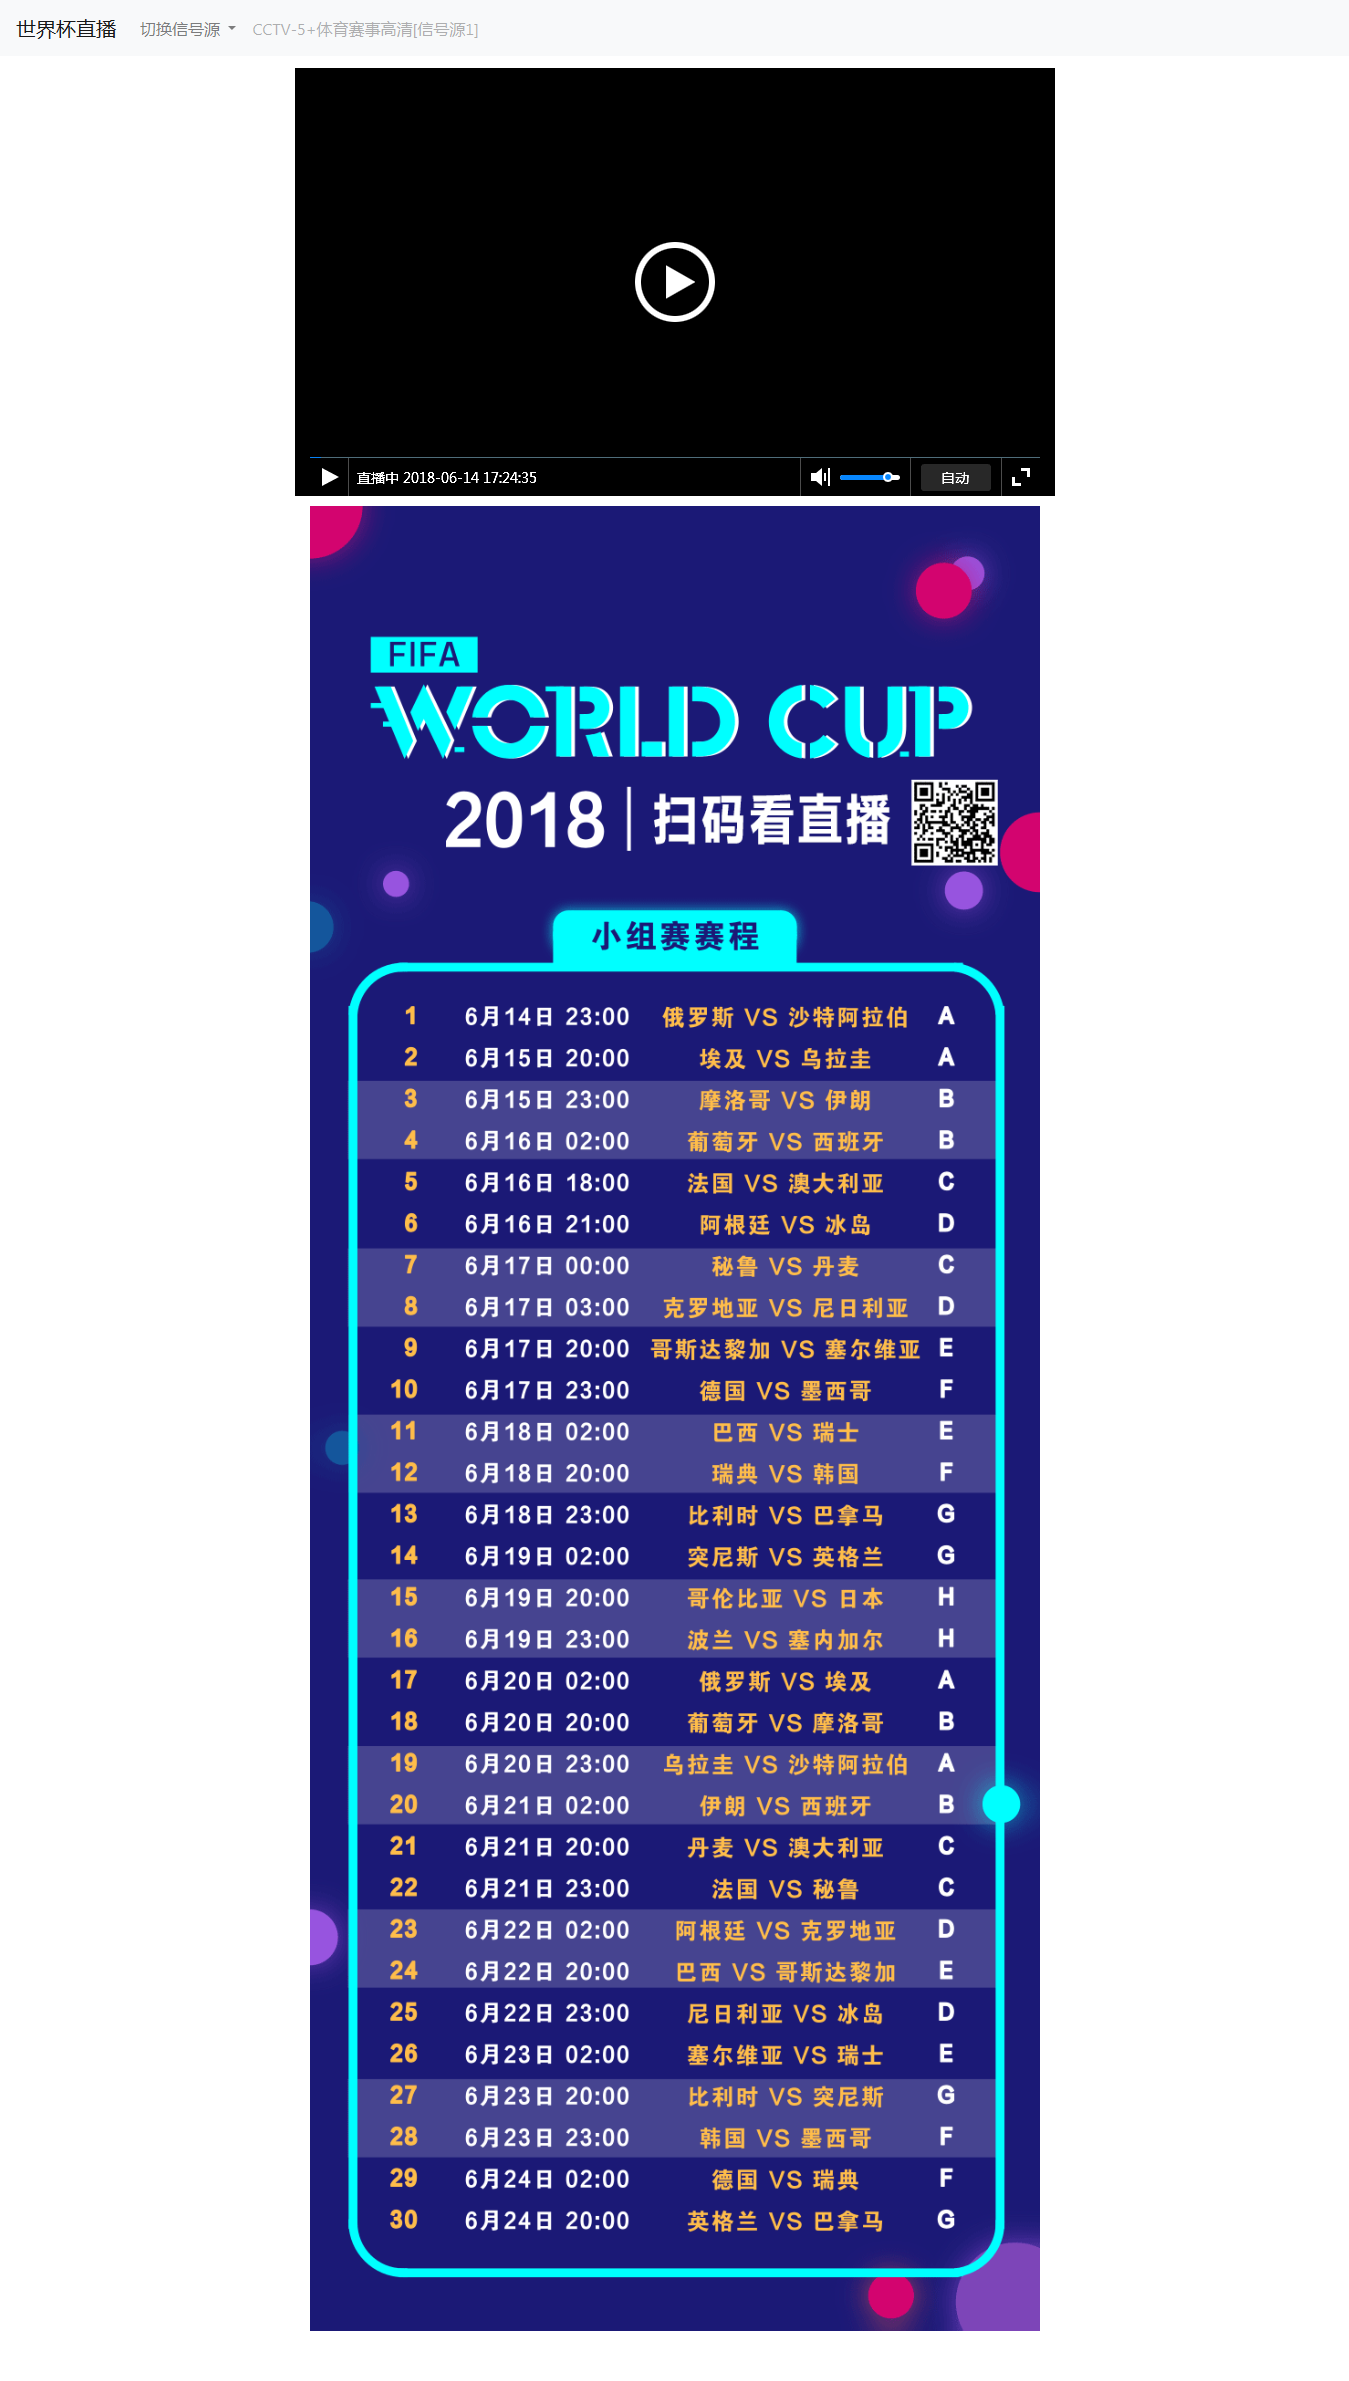 世界杯直播 切换信号源 CCTV-5+体育赛事高清[信号源1]
直播中 2018-06-14 17:24:35 自动
FIFA
WORLD CUP
2018 | 扫码看直播
小组赛赛程
1 6月14日 23:00 俄罗斯 VS 沙特阿拉伯 A
2 6月15日 20:00 埃及 VS 乌拉圭 A
3 6月15日 23:00 摩洛哥 VS 伊朗 B
4 6月16日 02:00 葡萄牙 VS 西班牙 B
5 6月16日 18:00 法国 VS 澳大利亚 C
6 6月16日 21:00 阿根廷 VS 冰岛 D
7 6月17日 00:00 秘鲁 VS 丹麦 C
8 6月17日 03:00 克罗地亚 VS 尼日利亚 D
9 6月17日 20:00 哥斯达黎加 VS 塞尔维亚 E
10 6月17日 23:00 德国 VS 墨西哥 F
11 6月18日 02:00 巴西 VS 瑞士 E
12 6月18日 20:00 瑞典 VS 韩国 F
13 6月18日 23:00 比利时 VS 巴拿马 G
14 6月19日 02:00 突尼斯 VS 英格兰 G
15 6月19日 20:00 哥伦比亚 VS 日本 H
16 6月19日 23:00 波兰 VS 塞内加尔 H
17 6月20日 02:00 俄罗斯 VS 埃及 A
18 6月20日 20:00 葡萄牙 VS 摩洛哥 B
19 6月20日 23:00 乌拉圭 VS 沙特阿拉伯 A
20 6月21日 02:00 伊朗 VS 西班牙 B
21 6月21日 20:00 丹麦 VS 澳大利亚 C
22 6月21日 23:00 法国 VS 秘鲁 C
23 6月22日 02:00 阿根廷 VS 克罗地亚 D
24 6月22日 20:00 巴西 VS 哥斯达黎加 E
25 6月22日 23:00 尼日利亚 VS 冰岛 D
26 6月23日 02:00 塞尔维亚 VS 瑞士 E
27 6月23日 20:00 比利时 VS 突尼斯 G
28 6月23日 23:00 韩国 VS 墨西哥 F
29 6月24日 02:00 德国 VS 瑞典 F
30 6月24日 20:00 英格兰 VS 巴拿马 G